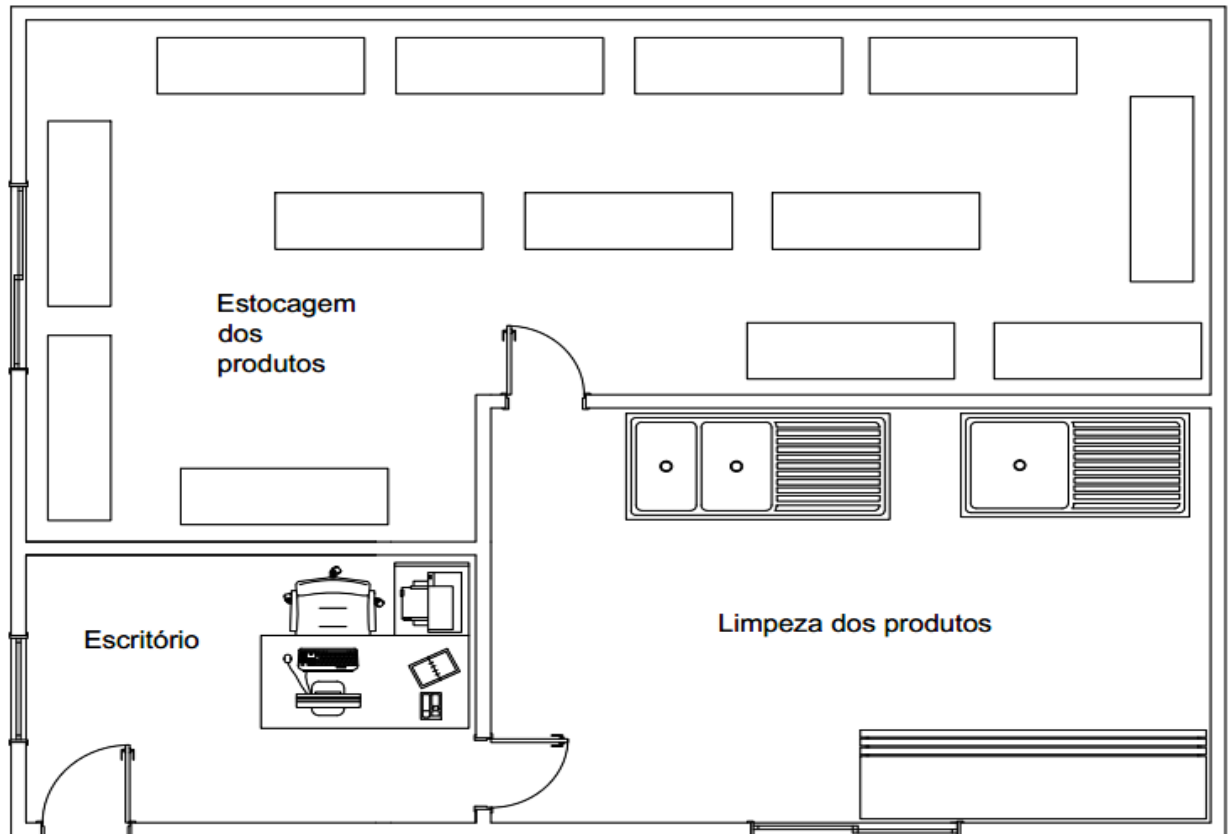 Estocagem
dos
produtos
Escritório
Limpeza dos produtos